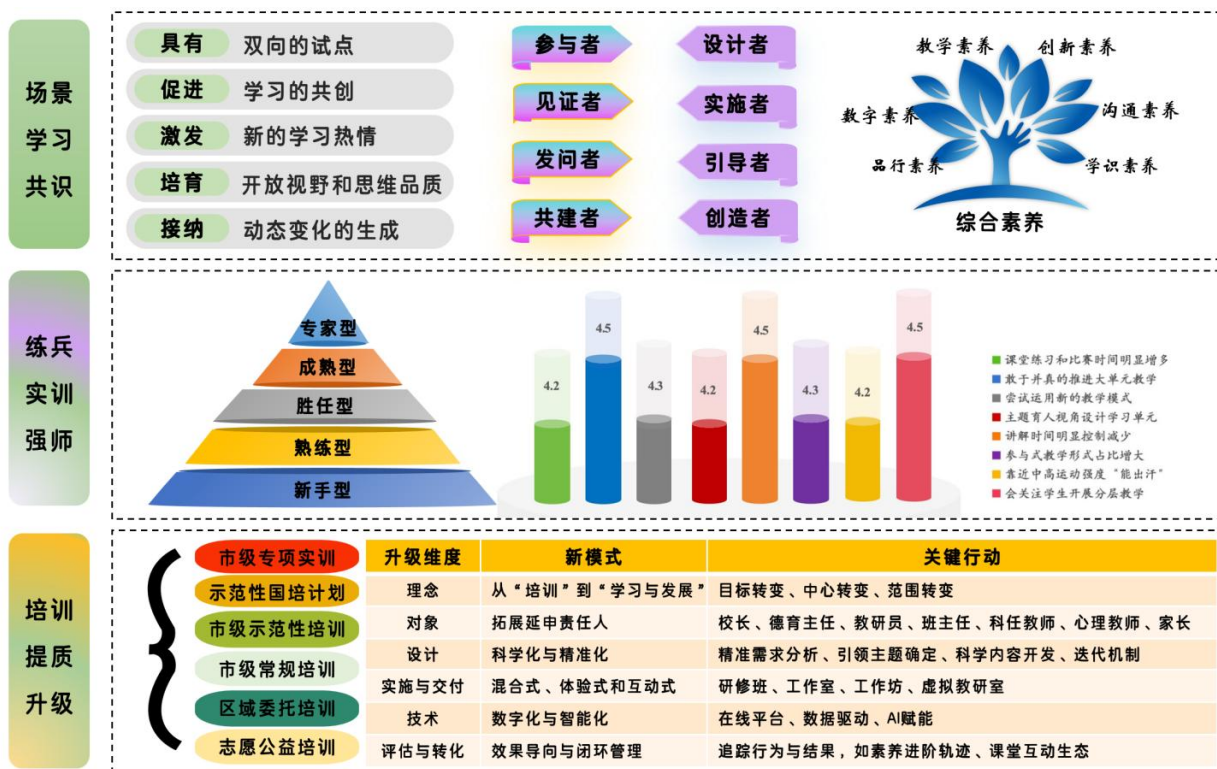 场景
学习
共识
具有 双向的试点
促进 学习的共创
激发 新的学习热情
培育 开放视野和思维品质
接纳 动态变化的生成
参与者
见证者
发问者
共建者
设计者
实施者
引导者
创造者
教学素养
创新素养
数字素养
沟通素养
品行素养
学识素养
综合素养
练兵
实训
强师
专家型
成熟型
胜任型
熟练型
新手型
4.2
4.5
4.3
4.2
4.5
4.3
4.2
4.5
课堂练习和比赛时间明显增多
敢于并真的推进大单元教学
尝试运用新的教学模式
主题育人视角设计学习单元
讲解时间明显控制减少
参与式教学形式占比增大
靠近中高运动强度“能出汗”
会关注学生开展分层教学
培训
提质
升级
市级专项实训
示范性国培计划
市级示范性培训
市级常规培训
区域委托培训
志愿公益培训
升级维度 新模式 关键行动
理念 从“培训”到“学习与发展” 目标转变、中心转变、范围转变
对象 拓展延申责任人 校长、德育主任、教研员、班主任、科任教师、心理教师、家长
设计 科学化与精准化 精准需求分析、引领主题确定、科学内容开发、迭代机制
实施与交付 混合式、体验式和互动式 研修班、工作室、工作坊、虚拟教研室
技术 数字化与智能化 在线平台、数据驱动、AI赋能
评估与转化 效果导向与闭环管理 追踪行为与结果，如素养进阶轨迹、课堂互动生态